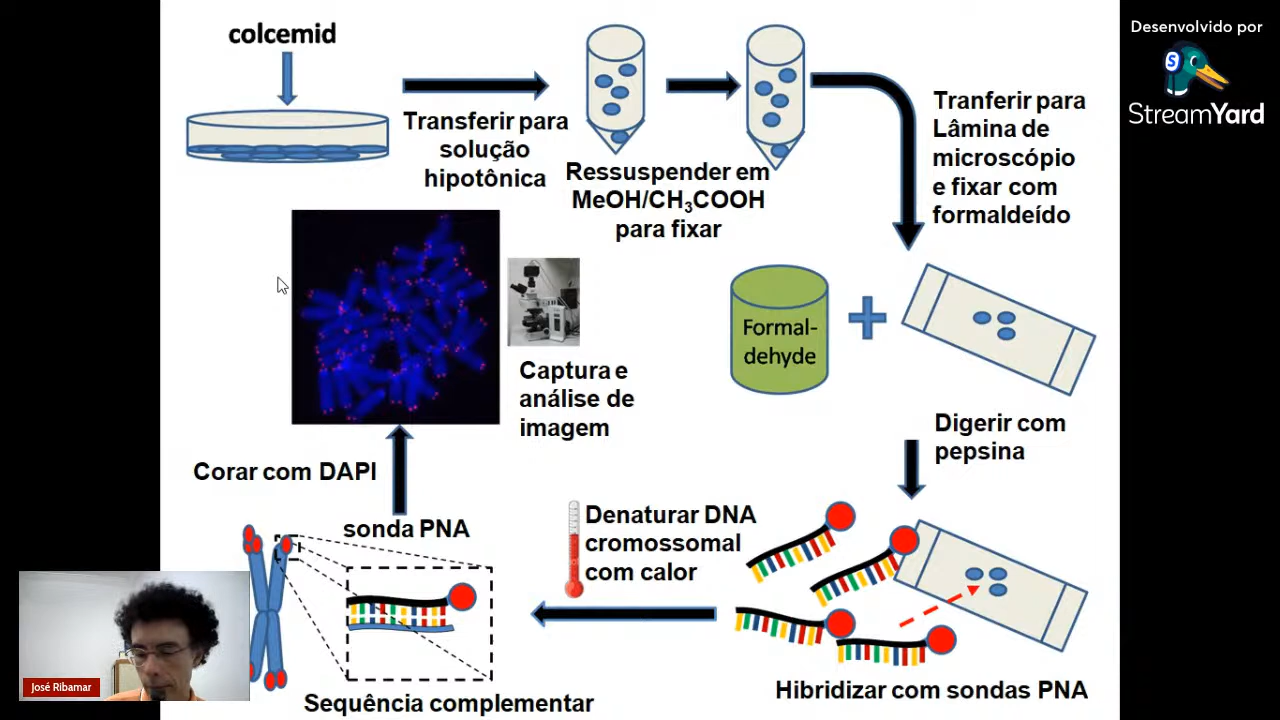 colcemid
Transferir para
solução
hipotônica
Ressuspender em
MeOH/CH₃COOH
para fixar
Tranferir para
Lâmina de
microscópio
e fixar com
formaldeído
Formal-
dehyde
Digerir com
pepsina
Hibridizar com sondas PNA
Denaturar DNA
cromossomal
com calor
sonda PNA
Sequência complementar
Corar com DAPI
Captura e
análise de
imagem
José Ribamar
Desenvolvido por
S
StreamYard